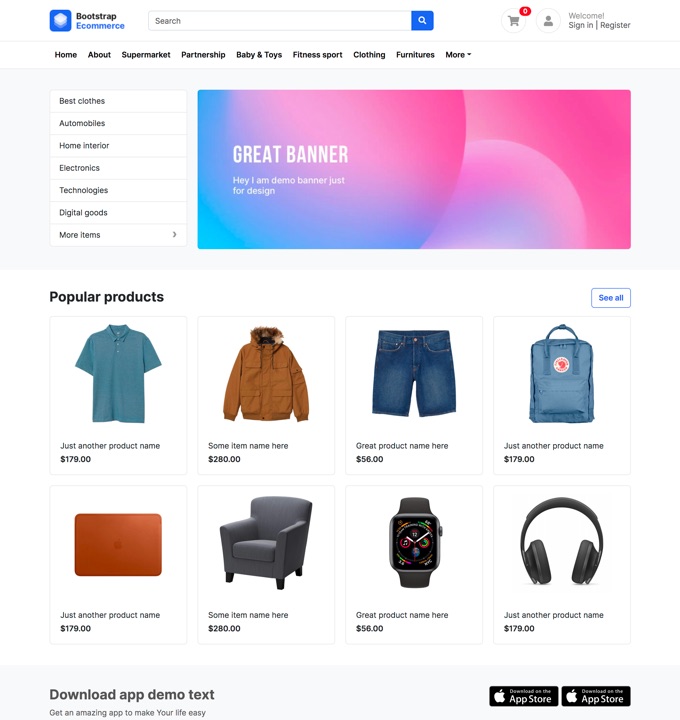 Bootstrap
Ecommerce
Search
0
Welcome!
Sign in | Register
Home About Supermarket Partnership Baby & Toys Fitness sport Clothing Furnitures More
Best clothes
Automobiles
Home interior
Electronics
Technologies
Digital goods
More items
GREAT BANNER
Hey I am demo banner just
for design
Popular products
See all
Just another product name
$179.00
Some item name here
$280.00
Great product name here
$56.00
Just another product name
$179.00
Just another product name
$179.00
Some item name here
$280.00
Great product name here
$56.00
Just another product name
$179.00
Download app demo text
Get an amazing app to make Your life easy
Download on the
App Store
Download on the
App Store